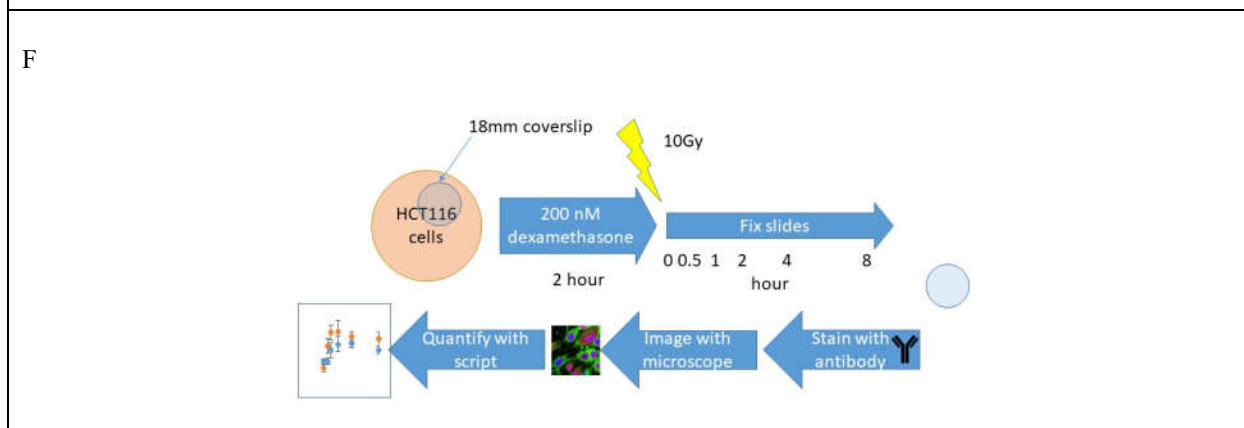 F
18mm coverslip
10Gy
HCT116
cells
200 nM
dexamethasone
Fix slides
0 0.5 1 2 4 8
2 hour
hour
Quantify with
script
Image with
microscope
Stain with
antibody